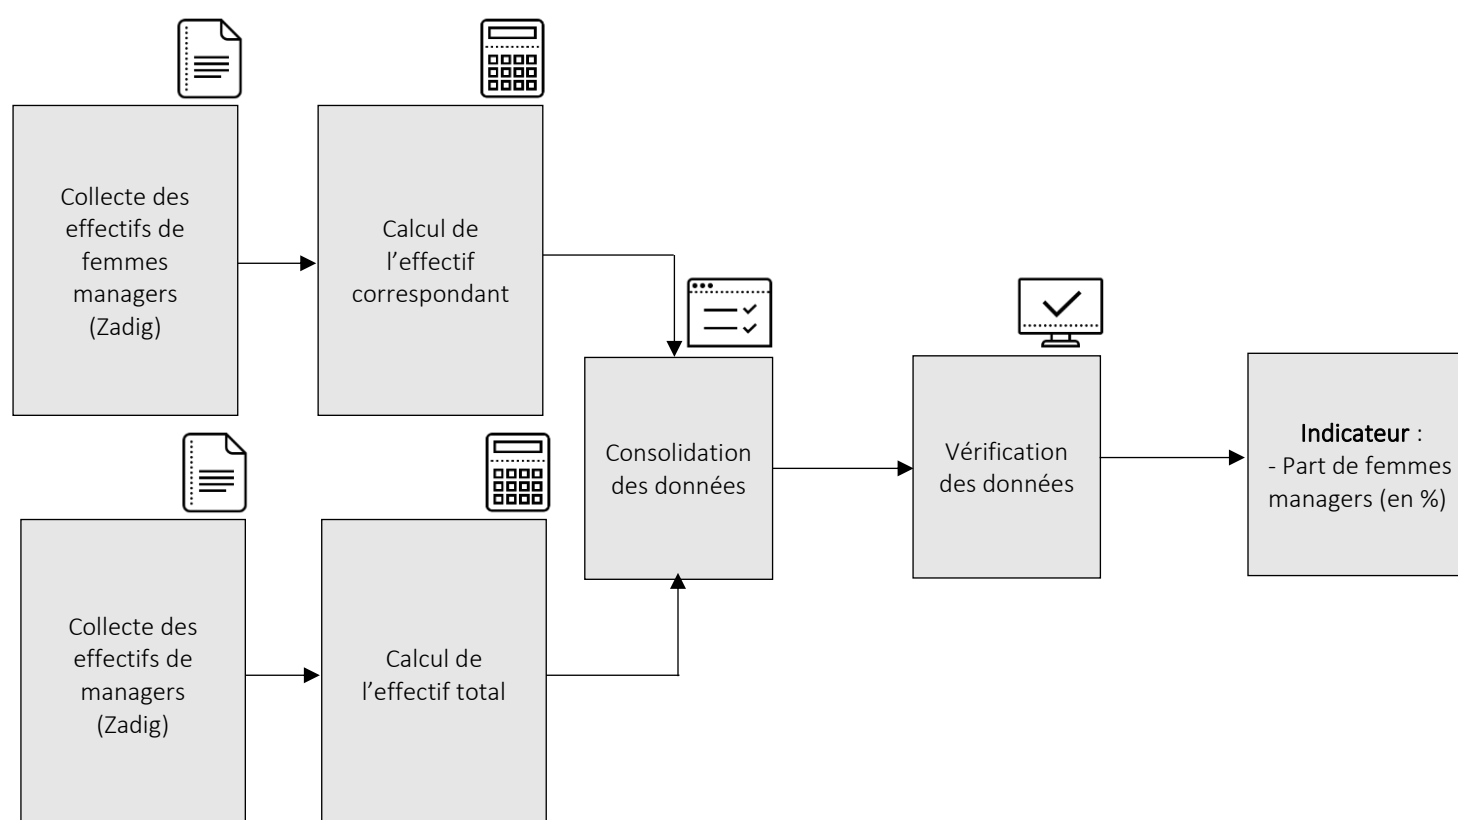 Collecte des
effectifs de
femmes
managers
(Zadig)
Calcul de
l’effectif
correspondant
Consolidation
des données
Vérification
des données
Indicateur :
- Part de femmes
managers (en %)
Collecte des
effectifs de
managers
(Zadig)
Calcul de
l’effectif total